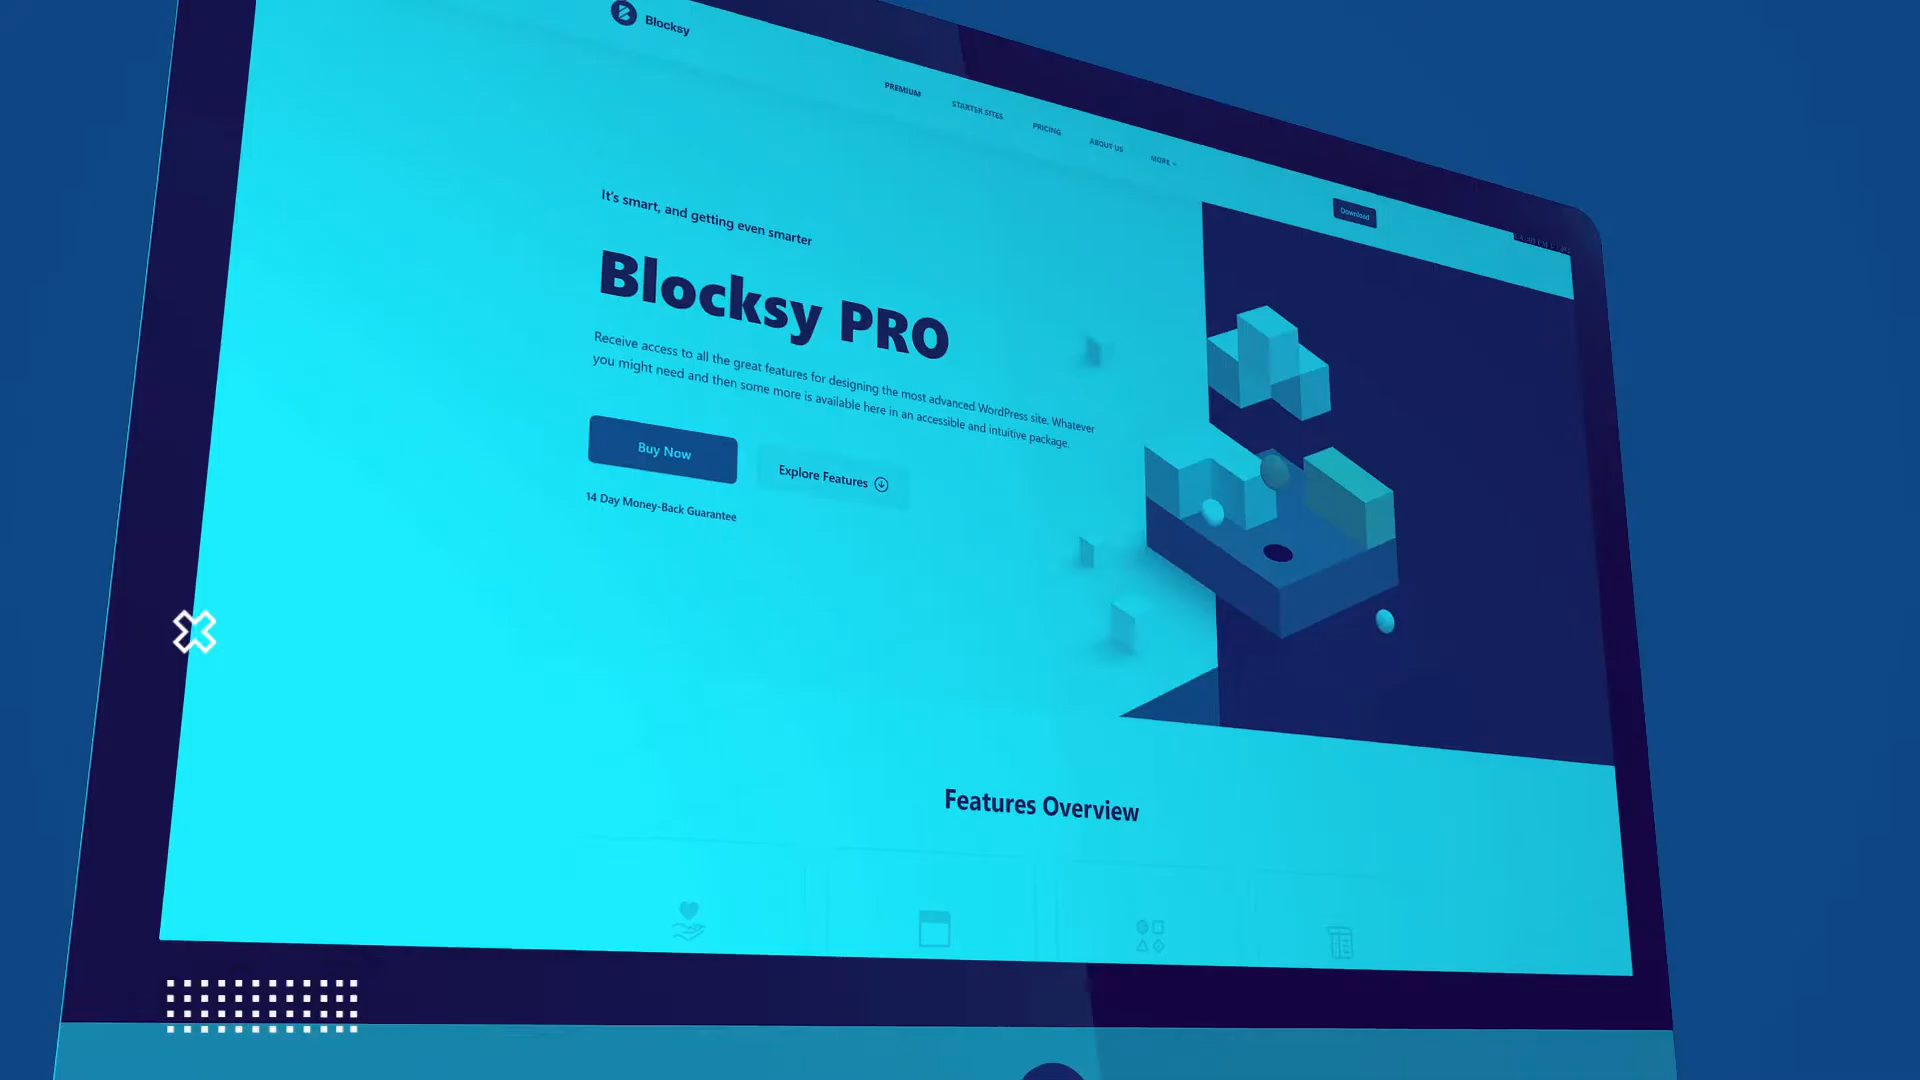 Blocksy
PREMIUM
STARTER SITES
PRICING
ABOUT US
MORE
Download
It's smart, and getting even smarter
Blocksy PRO
Receive access to all the great features for designing the most advanced WordPress site. Whatever
you might need and then some more is available here in an accessible and intuitive package.
Buy Now
Explore Features
14 Day Money-Back Guarantee
Features Overview